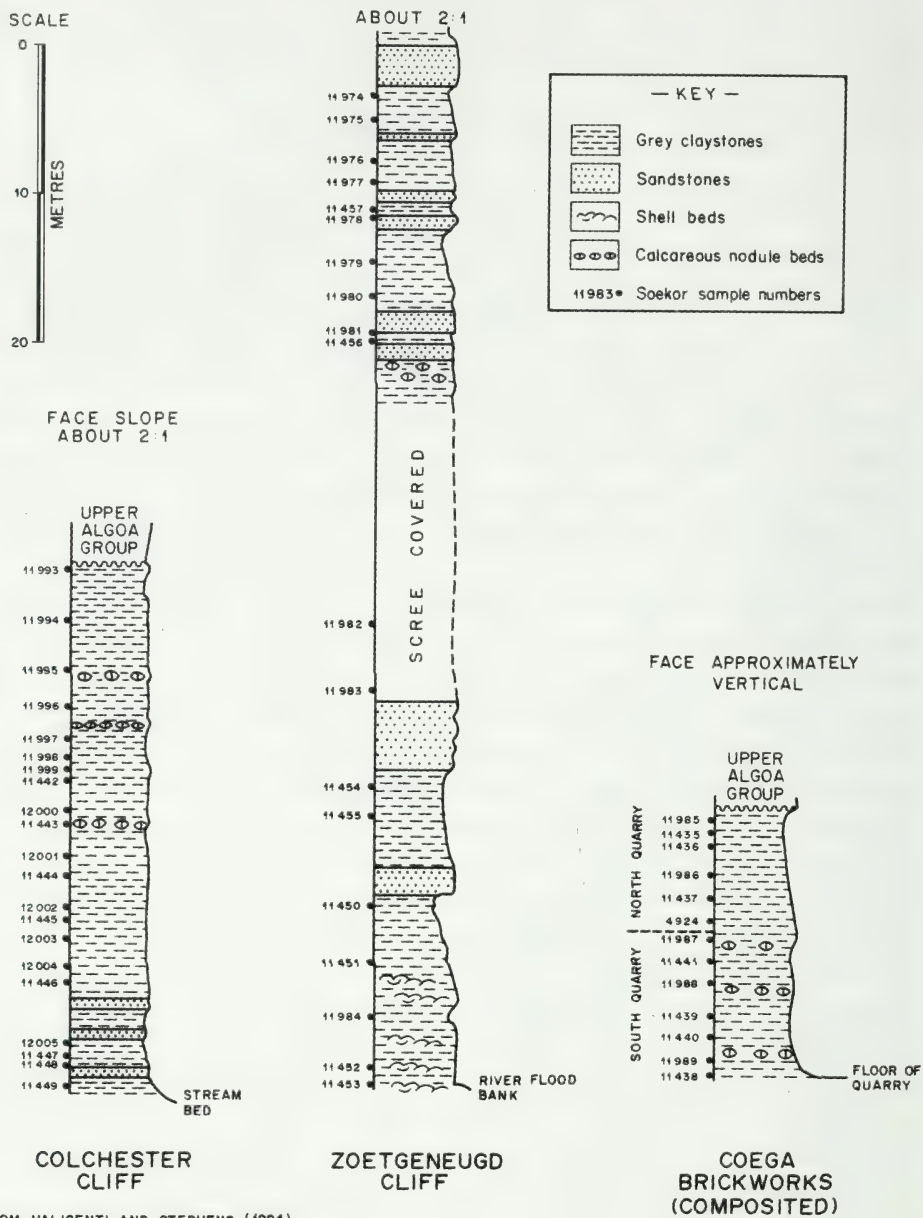 SCALE
0
10
20
METRES
ABOUT 2:1
11974
11975
11976
11977
11457
11978
11979
11980
11981
11456
SCREE COVERED
11982
11983
11454
11455
11450
11451
11984
11452
11453
RIVER FLOOD
BANK
ZOETGENEUGD
CLIFF
— KEY —
Grey claystones
Sandstones
Shell beds
Calcareous nodule beds
11983 Soekor sample numbers
FACE SLOPE
ABOUT 2:1
UPPER
ALGOA
GROUP
11993
11994
11995
11996
11997
11998
11999
11442
12000
11443
12001
11444
12002
11445
12003
12004
11446
12005
11447
11448
11449
STREAM
BED
COLCHESTER
CLIFF
FACE APPROXIMATELY
VERTICAL
UPPER
ALGOA
GROUP
NORTH QUARRY
SOUTH QUARRY
11985
11435
11436
11986
11437
4924
11987
11441
11988
11439
11440
11989
11438
FLOOR OF
QUARRY
COEGA
BRICKWORKS
(COMPOSITED)